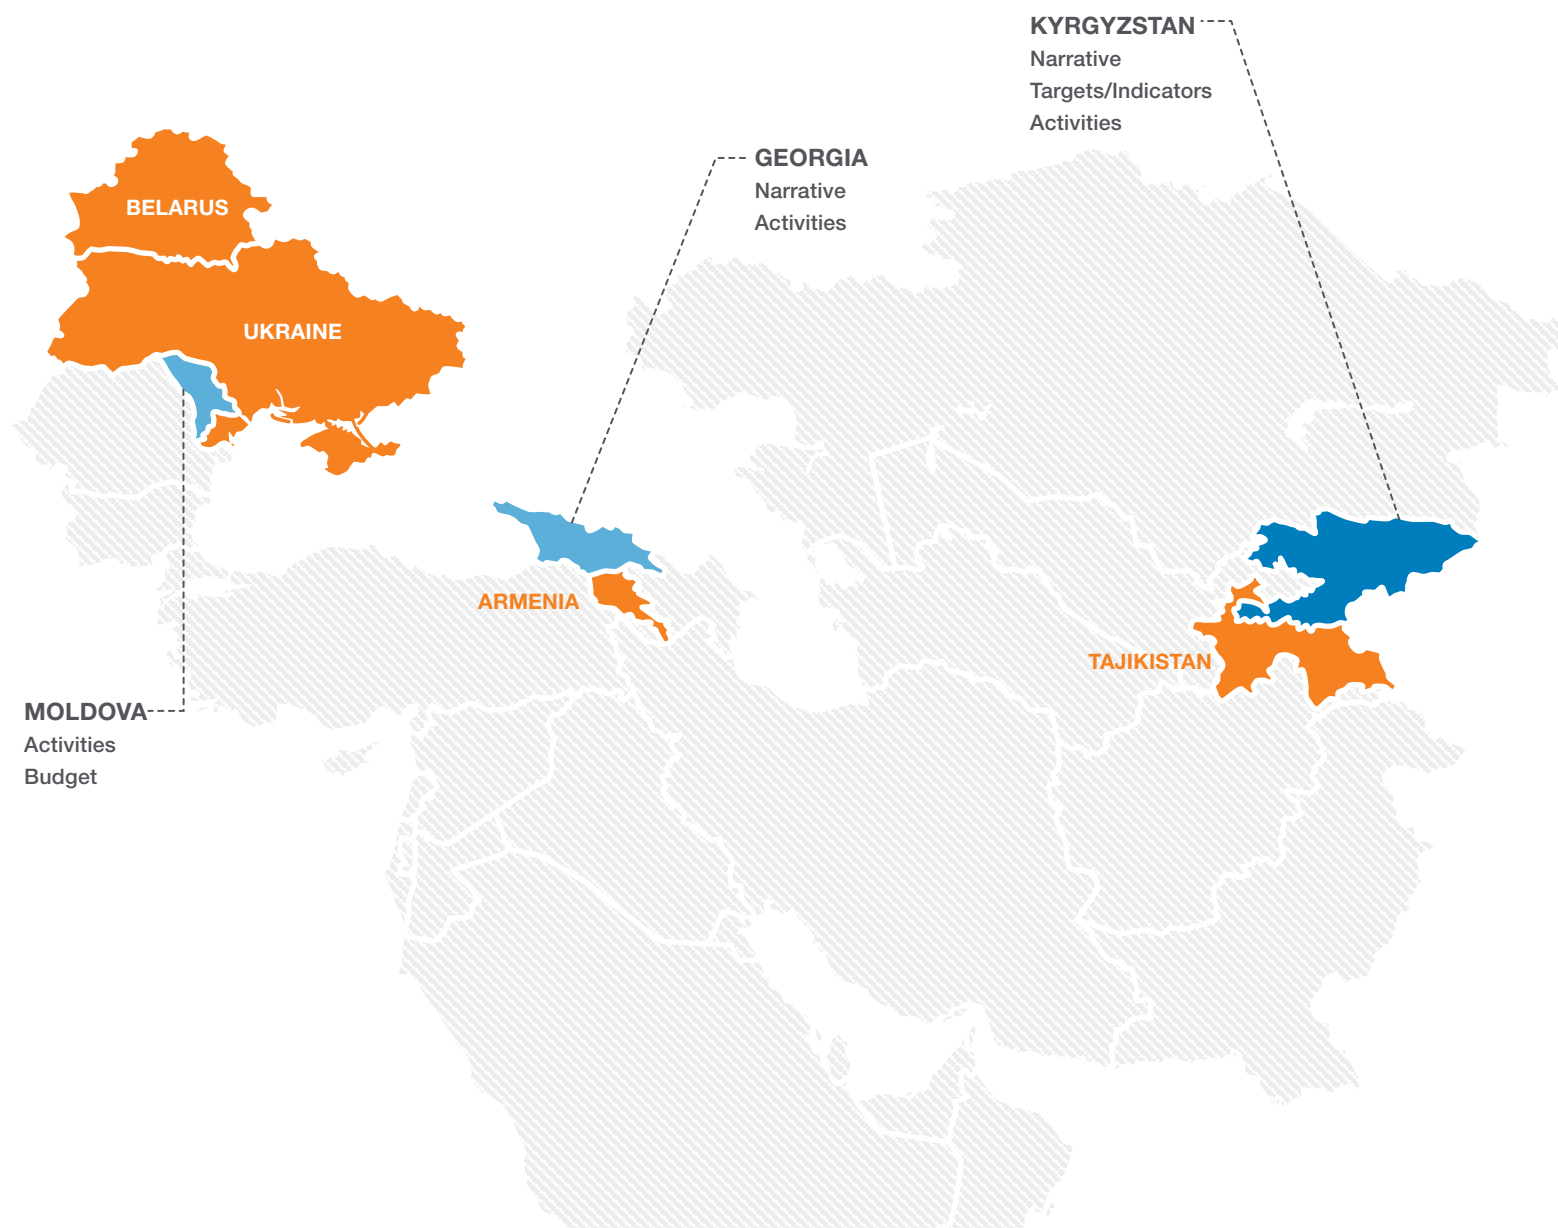 KYRGYZSTAN
Narrative
Targets/Indicators
Activities
GEORGIA
Narrative
Activities
BELARUS
UKRAINE
ARMENIA
TAJIKISTAN
MOLDOVA
Activities
Budget